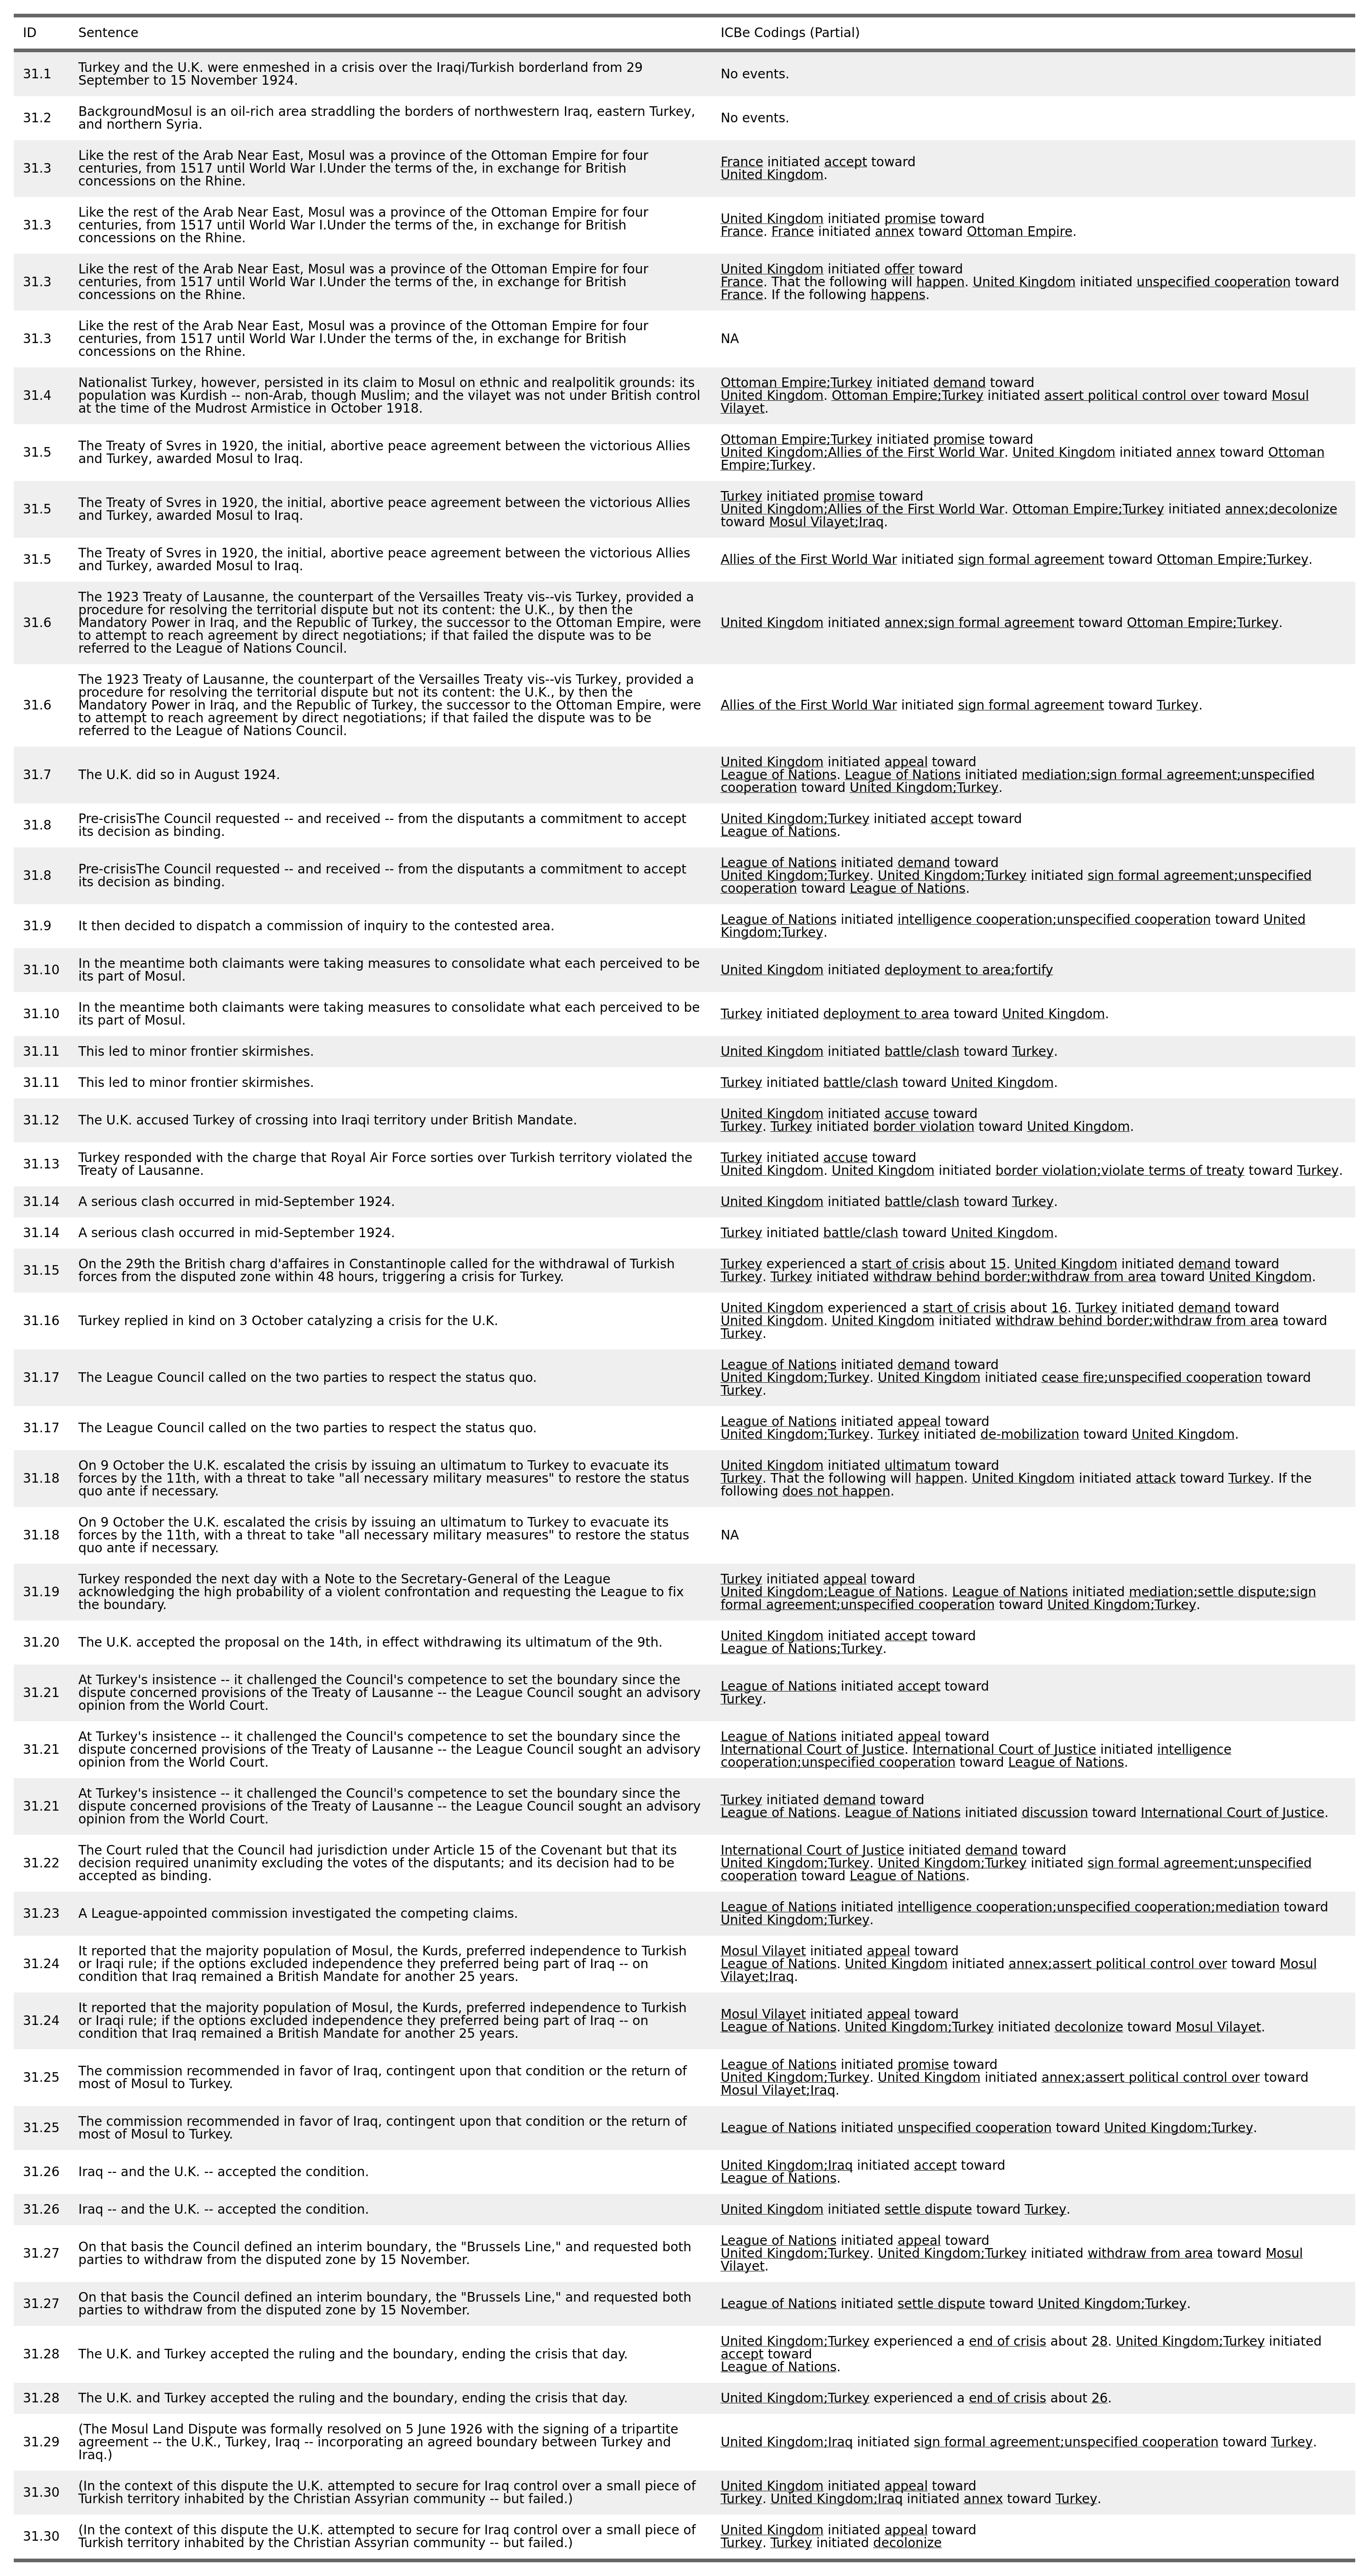 ID Sentence ICBe Codings (Partial)
31.1 Turkey and the U.K. were enmeshed in a crisis over the Iraqi/Turkish borderland from 29
September to 15 November 1924.
No events.
31.2 BackgroundMosul is an oil-rich area straddling the borders of northwestern Iraq, eastern Turkey,
and northern Syria.
No events.
31.3 Like the rest of the Arab Near East, Mosul was a province of the Ottoman Empire for four
centuries, from 1517 until World War I.Under the terms of the, in exchange for British
concessions on the Rhine.
France initiated accept toward
United Kingdom.
31.3 Like the rest of the Arab Near East, Mosul was a province of the Ottoman Empire for four
centuries, from 1517 until World War I.Under the terms of the, in exchange for British
concessions on the Rhine.
United Kingdom initiated promise toward
France. France initiated annex toward Ottoman Empire.
31.3 Like the rest of the Arab Near East, Mosul was a province of the Ottoman Empire for four
centuries, from 1517 until World War I.Under the terms of the, in exchange for British
concessions on the Rhine.
United Kingdom initiated offer toward
France. That the following will happen. United Kingdom initiated unspecified cooperation toward
France. If the following happens.
31.3 Like the rest of the Arab Near East, Mosul was a province of the Ottoman Empire for four
centuries, from 1517 until World War I.Under the terms of the, in exchange for British
concessions on the Rhine.
NA
31.4 Nationalist Turkey, however, persisted in its claim to Mosul on ethnic and realpolitik grounds: its
population was Kurdish -- non-Arab, though Muslim; and the vilayet was not under British control
at the time of the Mudrost Armistice in October 1918.
Ottoman Empire;Turkey initiated demand toward
United Kingdom. Ottoman Empire;Turkey initiated assert political control over toward Mosul
Vilayet.
31.5 The Treaty of Svres in 1920, the initial, abortive peace agreement between the victorious Allies
and Turkey, awarded Mosul to Iraq.
Ottoman Empire;Turkey initiated promise toward
United Kingdom;Allies of the First World War. United Kingdom initiated annex toward Ottoman
Empire;Turkey.
31.5 The Treaty of Svres in 1920, the initial, abortive peace agreement between the victorious Allies
and Turkey, awarded Mosul to Iraq.
Turkey initiated promise toward
United Kingdom;Allies of the First World War. Ottoman Empire;Turkey initiated annex;decolonize
toward Mosul Vilayet;Iraq.
31.5 The Treaty of Svres in 1920, the initial, abortive peace agreement between the victorious Allies
and Turkey, awarded Mosul to Iraq.
Allies of the First World War initiated sign formal agreement toward Ottoman Empire;Turkey.
31.6 The 1923 Treaty of Lausanne, the counterpart of the Versailles Treaty vis--vis Turkey, provided a
procedure for resolving the territorial dispute but not its content: the U.K., by then the
Mandatory Power in Iraq, and the Republic of Turkey, the successor to the Ottoman Empire, were
to attempt to reach agreement by direct negotiations; if that failed the dispute was to be
referred to the League of Nations Council.
United Kingdom initiated annex;sign formal agreement toward Ottoman Empire;Turkey.
31.6 The 1923 Treaty of Lausanne, the counterpart of the Versailles Treaty vis--vis Turkey, provided a
procedure for resolving the territorial dispute but not its content: the U.K., by then the
Mandatory Power in Iraq, and the Republic of Turkey, the successor to the Ottoman Empire, were
to attempt to reach agreement by direct negotiations; if that failed the dispute was to be
referred to the League of Nations Council.
Allies of the First World War initiated sign formal agreement toward Turkey.
31.7 The U.K. did so in August 1924.
United Kingdom initiated appeal toward
League of Nations. League of Nations initiated mediation;sign formal agreement;unspecified
cooperation toward United Kingdom;Turkey.
31.8 Pre-crisisThe Council requested -- and received -- from the disputants a commitment to accept
its decision as binding.
United Kingdom;Turkey initiated accept toward
League of Nations.
31.8 Pre-crisisThe Council requested -- and received -- from the disputants a commitment to accept
its decision as binding.
League of Nations initiated demand toward
United Kingdom;Turkey. United Kingdom;Turkey initiated sign formal agreement;unspecified
cooperation toward League of Nations.
31.9 It then decided to dispatch a commission of inquiry to the contested area.
League of Nations initiated intelligence cooperation;unspecified cooperation toward United
Kingdom;Turkey.
31.10 In the meantime both claimants were taking measures to consolidate what each perceived to be
its part of Mosul.
United Kingdom initiated deployment to area;fortify
31.10 In the meantime both claimants were taking measures to consolidate what each perceived to be
its part of Mosul.
Turkey initiated deployment to area toward United Kingdom.
31.11 This led to minor frontier skirmishes.
United Kingdom initiated battle/clash toward Turkey.
31.11 This led to minor frontier skirmishes.
Turkey initiated battle/clash toward United Kingdom.
31.12 The U.K. accused Turkey of crossing into Iraqi territory under British Mandate.
United Kingdom initiated accuse toward
Turkey. Turkey initiated border violation toward United Kingdom.
31.13 Turkey responded with the charge that Royal Air Force sorties over Turkish territory violated the
Treaty of Lausanne.
Turkey initiated accuse toward
United Kingdom. United Kingdom initiated border violation;violate terms of treaty toward Turkey.
31.14 A serious clash occurred in mid-September 1924.
United Kingdom initiated battle/clash toward Turkey.
31.14 A serious clash occurred in mid-September 1924.
Turkey initiated battle/clash toward United Kingdom.
31.15 On the 29th the British charg d'affaires in Constantinople called for the withdrawal of Turkish
forces from the disputed zone within 48 hours, triggering a crisis for Turkey.
Turkey experienced a start of crisis about 15. United Kingdom initiated demand toward
Turkey. Turkey initiated withdraw behind border;withdraw from area toward United Kingdom.
31.16 Turkey replied in kind on 3 October catalyzing a crisis for the U.K.
United Kingdom experienced a start of crisis about 16. Turkey initiated demand toward
United Kingdom. United Kingdom initiated withdraw behind border;withdraw from area toward
Turkey.
31.17 The League Council called on the two parties to respect the status quo.
League of Nations initiated demand toward
United Kingdom;Turkey. United Kingdom initiated cease fire;unspecified cooperation toward
Turkey.
31.17 The League Council called on the two parties to respect the status quo.
League of Nations initiated appeal toward
United Kingdom;Turkey. Turkey initiated de-mobilization toward United Kingdom.
31.18 On 9 October the U.K. escalated the crisis by issuing an ultimatum to Turkey to evacuate its
forces by the 11th, with a threat to take "all necessary military measures" to restore the status
quo ante if necessary.
United Kingdom initiated ultimatum toward
Turkey. That the following will happen. United Kingdom initiated attack toward Turkey. If the
following does not happen.
31.18 On 9 October the U.K. escalated the crisis by issuing an ultimatum to Turkey to evacuate its
forces by the 11th, with a threat to take "all necessary military measures" to restore the status
quo ante if necessary.
NA
31.19 Turkey responded the next day with a Note to the Secretary-General of the League
acknowledging the high probability of a violent confrontation and requesting the League to fix
the boundary.
Turkey initiated appeal toward
United Kingdom;League of Nations. League of Nations initiated mediation;settle dispute;sign
formal agreement;unspecified cooperation toward United Kingdom;Turkey.
31.20 The U.K. accepted the proposal on the 14th, in effect withdrawing its ultimatum of the 9th.
United Kingdom initiated accept toward
League of Nations;Turkey.
31.21 At Turkey's insistence -- it challenged the Council's competence to set the boundary since the
dispute concerned provisions of the Treaty of Lausanne -- the League Council sought an advisory
opinion from the World Court.
League of Nations initiated accept toward
Turkey.
31.21 At Turkey's insistence -- it challenged the Council's competence to set the boundary since the
dispute concerned provisions of the Treaty of Lausanne -- the League Council sought an advisory
opinion from the World Court.
League of Nations initiated appeal toward
International Court of Justice. International Court of Justice initiated intelligence
cooperation;unspecified cooperation toward League of Nations.
31.21 At Turkey's insistence -- it challenged the Council's competence to set the boundary since the
dispute concerned provisions of the Treaty of Lausanne -- the League Council sought an advisory
opinion from the World Court.
Turkey initiated demand toward
League of Nations. League of Nations initiated discussion toward International Court of Justice.
31.22 The Court ruled that the Council had jurisdiction under Article 15 of the Covenant but that its
decision required unanimity excluding the votes of the disputants; and its decision had to be
accepted as binding.
International Court of Justice initiated demand toward
United Kingdom;Turkey. United Kingdom;Turkey initiated sign formal agreement;unspecified
cooperation toward League of Nations.
31.23 A League-appointed commission investigated the competing claims.
League of Nations initiated intelligence cooperation;unspecified cooperation;mediation toward
United Kingdom;Turkey.
31.24 It reported that the majority population of Mosul, the Kurds, preferred independence to Turkish
or Iraqi rule; if the options excluded independence they preferred being part of Iraq -- on
condition that Iraq remained a British Mandate for another 25 years.
Mosul Vilayet initiated appeal toward
League of Nations. United Kingdom initiated annex;assert political control over toward Mosul
Vilayet;Iraq.
31.24 It reported that the majority population of Mosul, the Kurds, preferred independence to Turkish
or Iraqi rule; if the options excluded independence they preferred being part of Iraq -- on
condition that Iraq remained a British Mandate for another 25 years.
Mosul Vilayet initiated appeal toward
League of Nations. United Kingdom;Turkey initiated decolonize toward Mosul Vilayet.
31.25 The commission recommended in favor of Iraq, contingent upon that condition or the return of
most of Mosul to Turkey.
League of Nations initiated promise toward
United Kingdom;Turkey. United Kingdom initiated annex;assert political control over toward
Mosul Vilayet;Iraq.
31.25 The commission recommended in favor of Iraq, contingent upon that condition or the return of
most of Mosul to Turkey.
League of Nations initiated unspecified cooperation toward United Kingdom;Turkey.
31.26 Iraq -- and the U.K. -- accepted the condition.
United Kingdom;Iraq initiated accept toward
League of Nations.
31.26 Iraq -- and the U.K. -- accepted the condition.
United Kingdom initiated settle dispute toward Turkey.
31.27 On that basis the Council defined an interim boundary, the "Brussels Line," and requested both
parties to withdraw from the disputed zone by 15 November.
League of Nations initiated appeal toward
United Kingdom;Turkey. United Kingdom;Turkey initiated withdraw from area toward Mosul
Vilayet.
31.27 On that basis the Council defined an interim boundary, the "Brussels Line," and requested both
parties to withdraw from the disputed zone by 15 November.
League of Nations initiated settle dispute toward United Kingdom;Turkey.
31.28 The U.K. and Turkey accepted the ruling and the boundary, ending the crisis that day.
United Kingdom;Turkey experienced a end of crisis about 28. United Kingdom;Turkey initiated
accept toward
League of Nations.
31.28 The U.K. and Turkey accepted the ruling and the boundary, ending the crisis that day.
United Kingdom;Turkey experienced a end of crisis about 26.
31.29 (The Mosul Land Dispute was formally resolved on 5 June 1926 with the signing of a tripartite
agreement -- the U.K., Turkey, Iraq -- incorporating an agreed boundary between Turkey and
Iraq.)
United Kingdom;Iraq initiated sign formal agreement;unspecified cooperation toward Turkey.
31.30 (In the context of this dispute the U.K. attempted to secure for Iraq control over a small piece of
Turkish territory inhabited by the Christian Assyrian community -- but failed.)
United Kingdom initiated appeal toward
Turkey. United Kingdom;Iraq initiated annex toward Turkey.
31.30 (In the context of this dispute the U.K. attempted to secure for Iraq control over a small piece of
Turkish territory inhabited by the Christian Assyrian community -- but failed.)
United Kingdom initiated appeal toward
Turkey. Turkey initiated decolonize